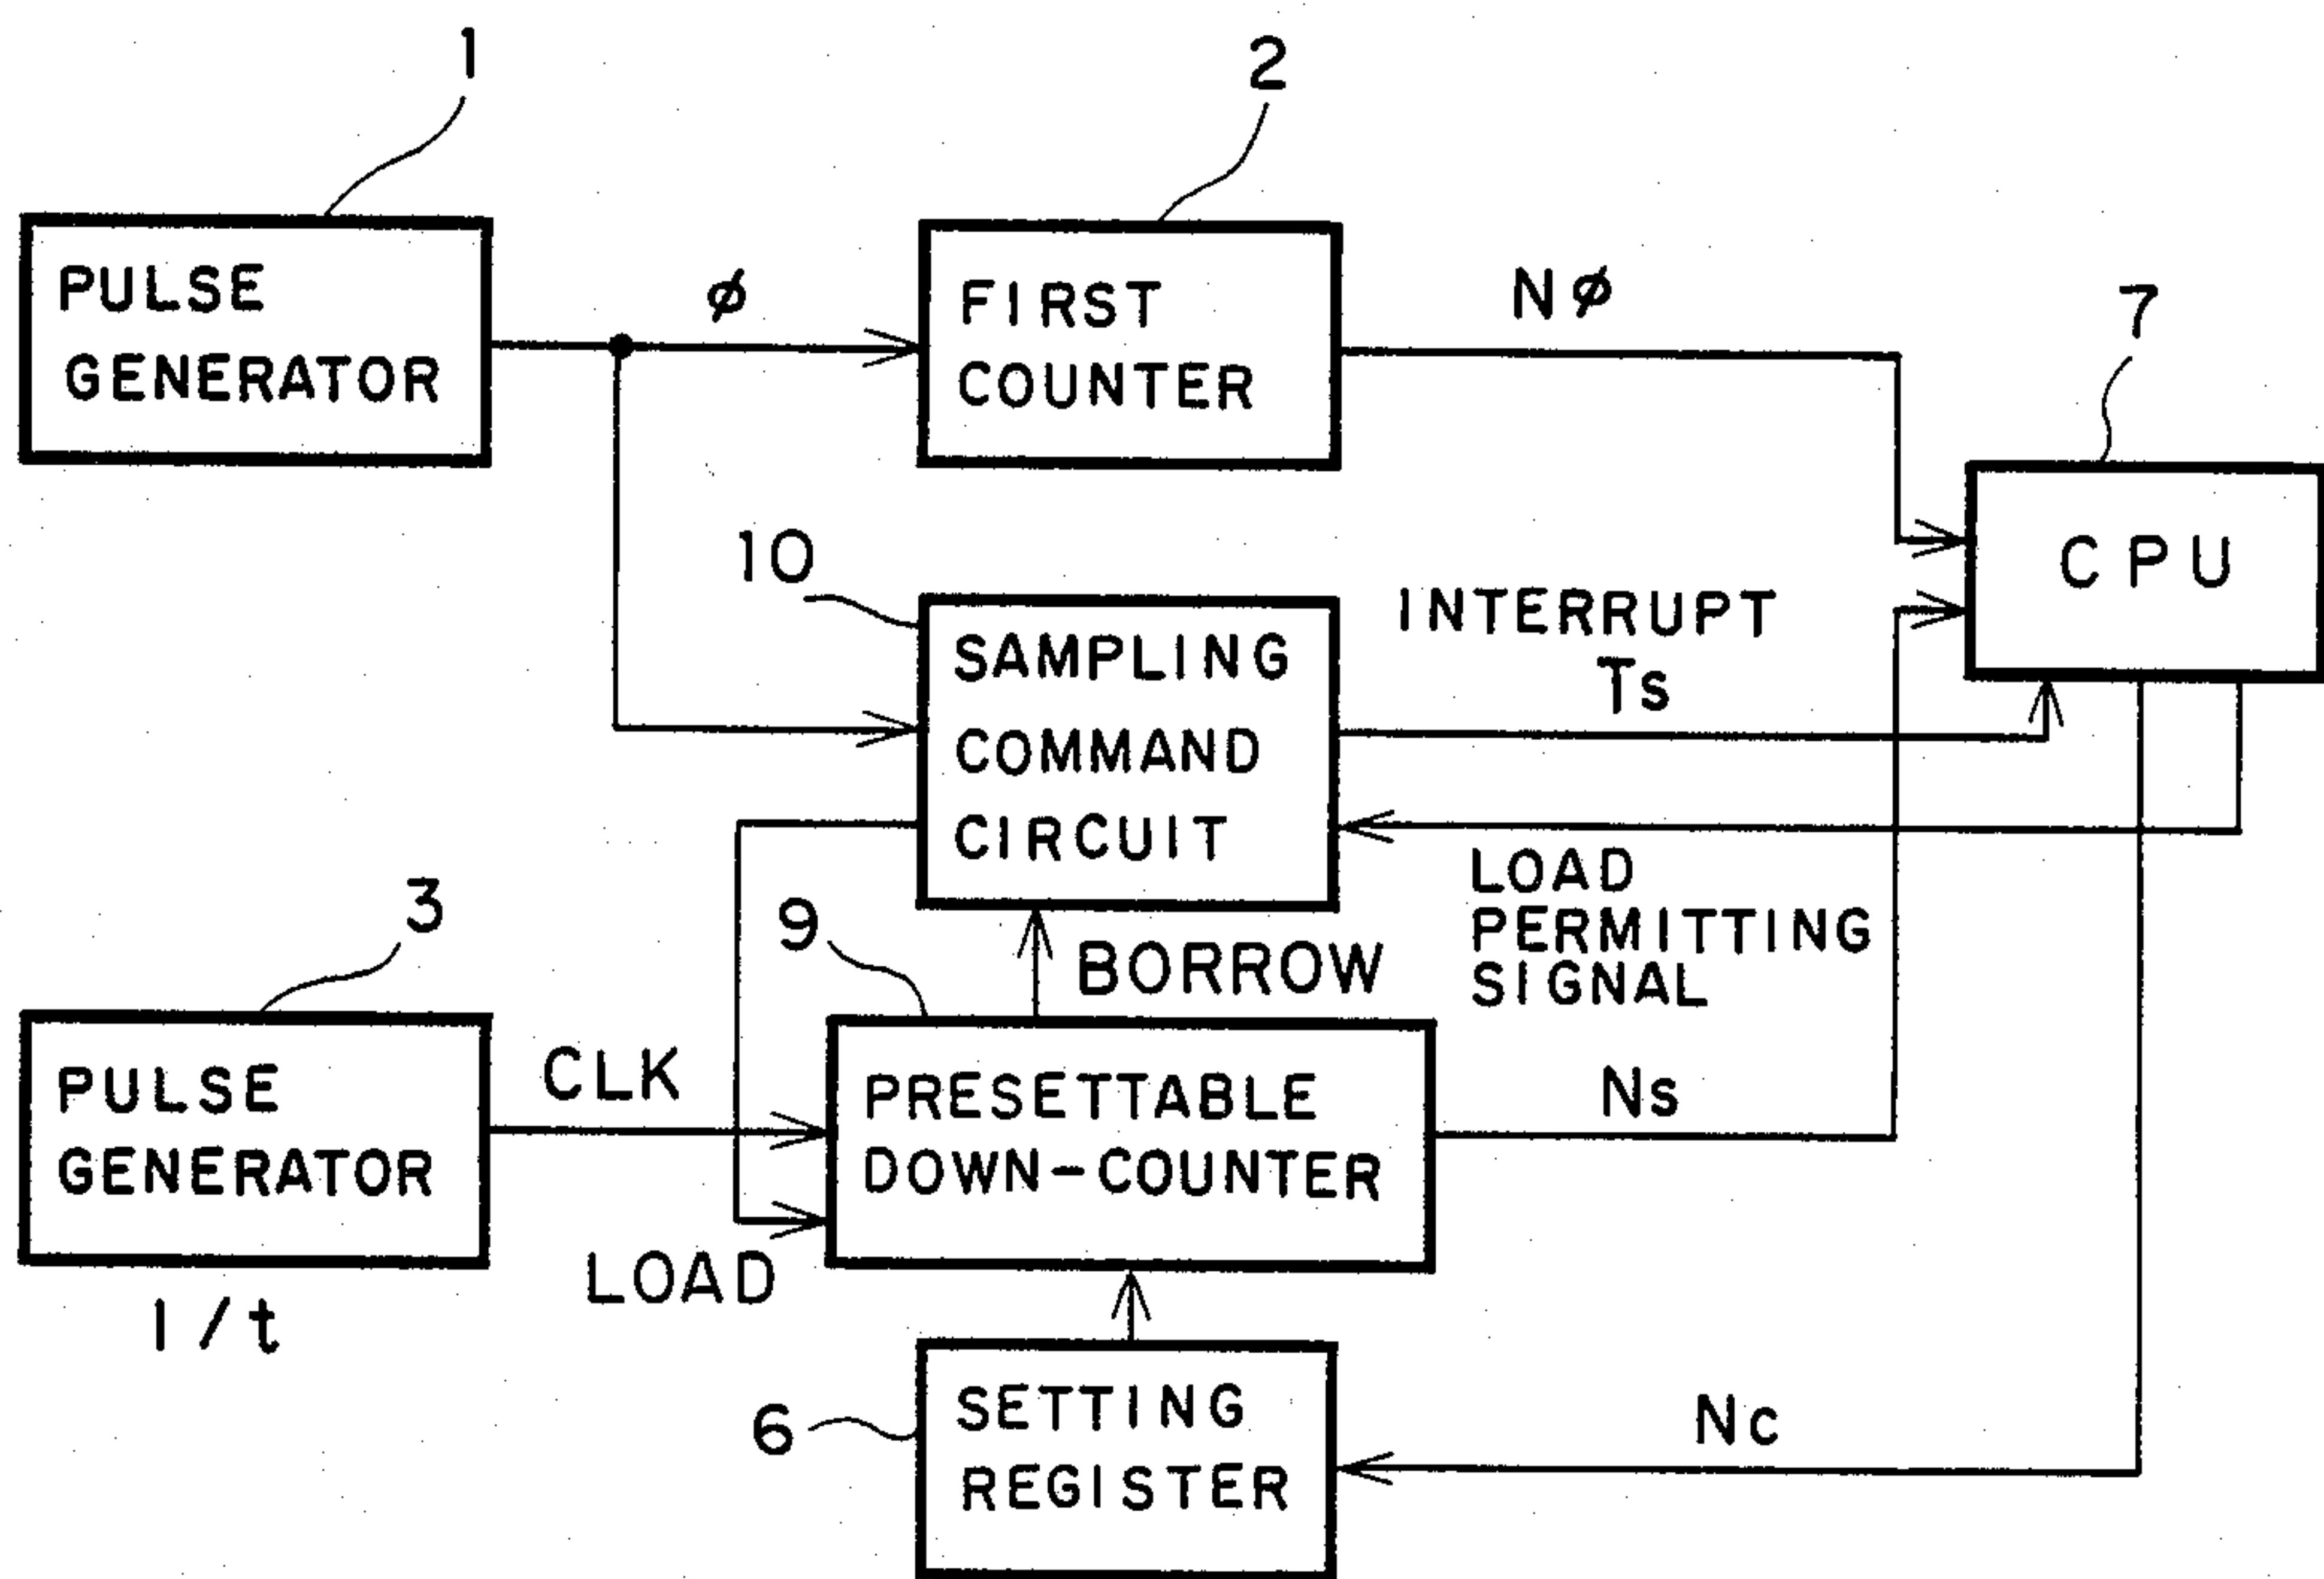 1
2
PULSE
GENERATOR
ø
FIRST
COUNTER
Nø
7
CPU
10
SAMPLING
COMMAND
CIRCUIT
INTERRUPT
Ts
LOAD
PERMITTING
SIGNAL
3
9
BORROW
PULSE
GENERATOR
1/t
CLK
LOAD
PRESETTABLE
DOWN-COUNTER
Ns
6
SETTING
REGISTER
Nc